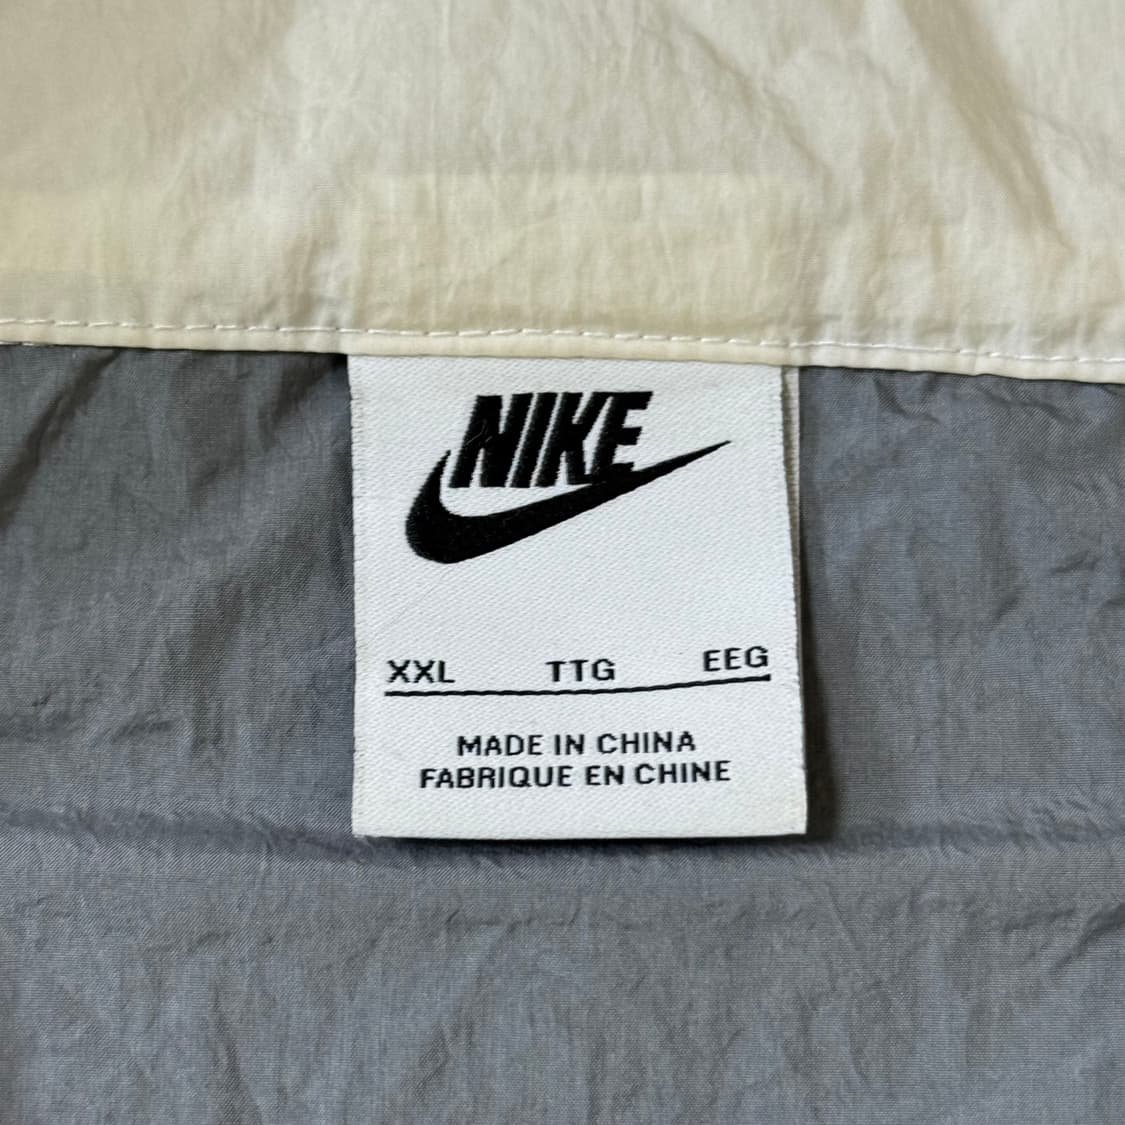 NIKE
XXL TTG EEG
MADE IN CHINA
FABRIQUE EN CHINE